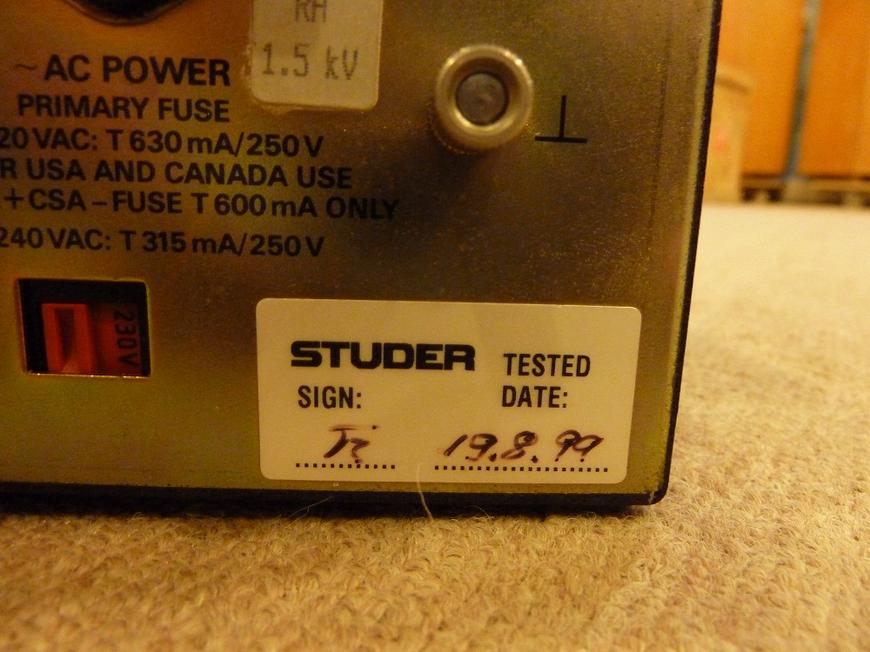 RH
1.5 kV
~ AC POWER
PRIMARY FUSE
20 VAC: T 630 mA/250 V
R USA AND CANADA USE
+ CSA – FUSE T 600 mA ONLY
240 VAC: T 315 mA/250 V
230V
STUDER TESTED
SIGN: DATE:
19.8.99